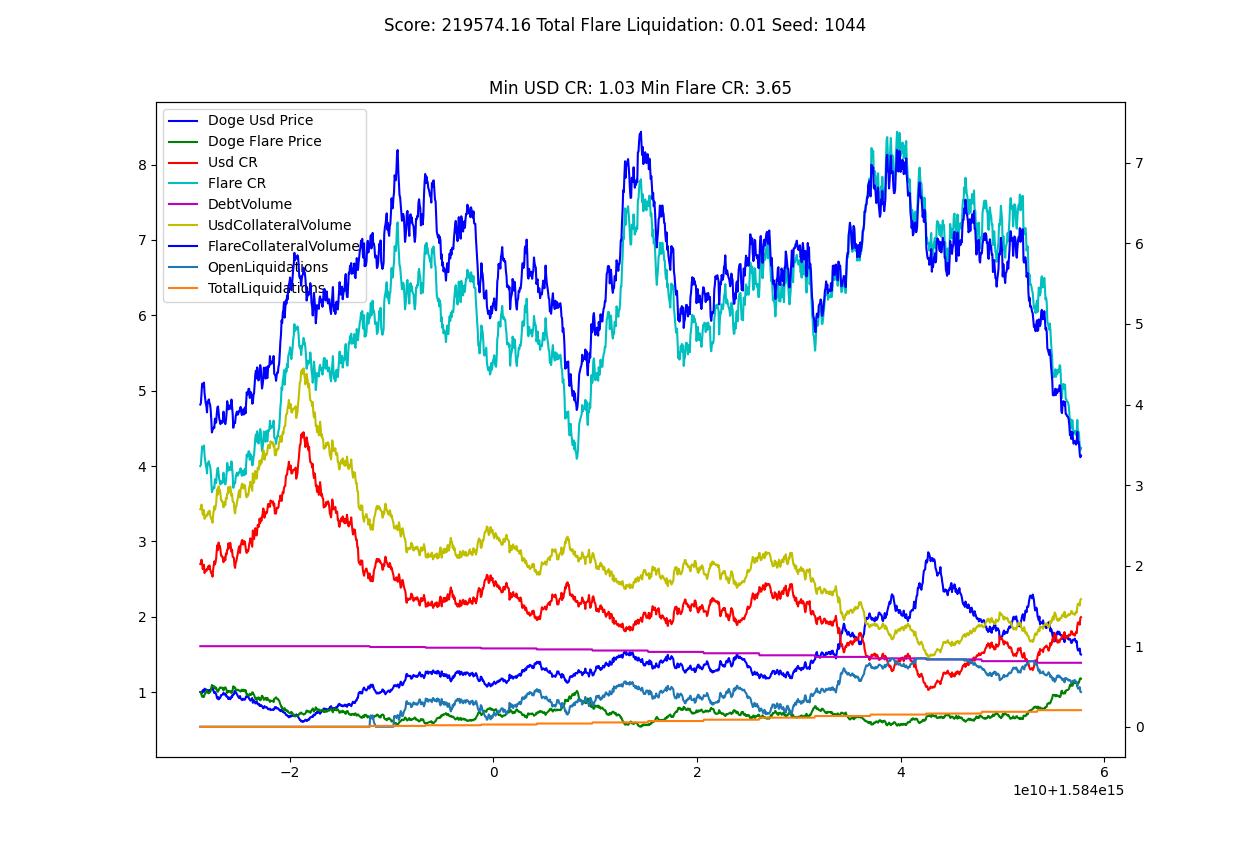 Score: 219574.16 Total Flare Liquidation: 0.01 Seed: 1044
Min USD CR: 1.03 Min Flare CR: 3.65
Doge Usd Price
Doge Flare Price
Usd CR
Flare CR
DebtVolume
UsdCollateralVolume
FlareCollateralVolume
OpenLiquidations
TotalLiquidations
8
7
6
5
4
3
2
1
7
6
5
4
3
2
1
0
−2 0 2 4 6
1e10+1.584e15